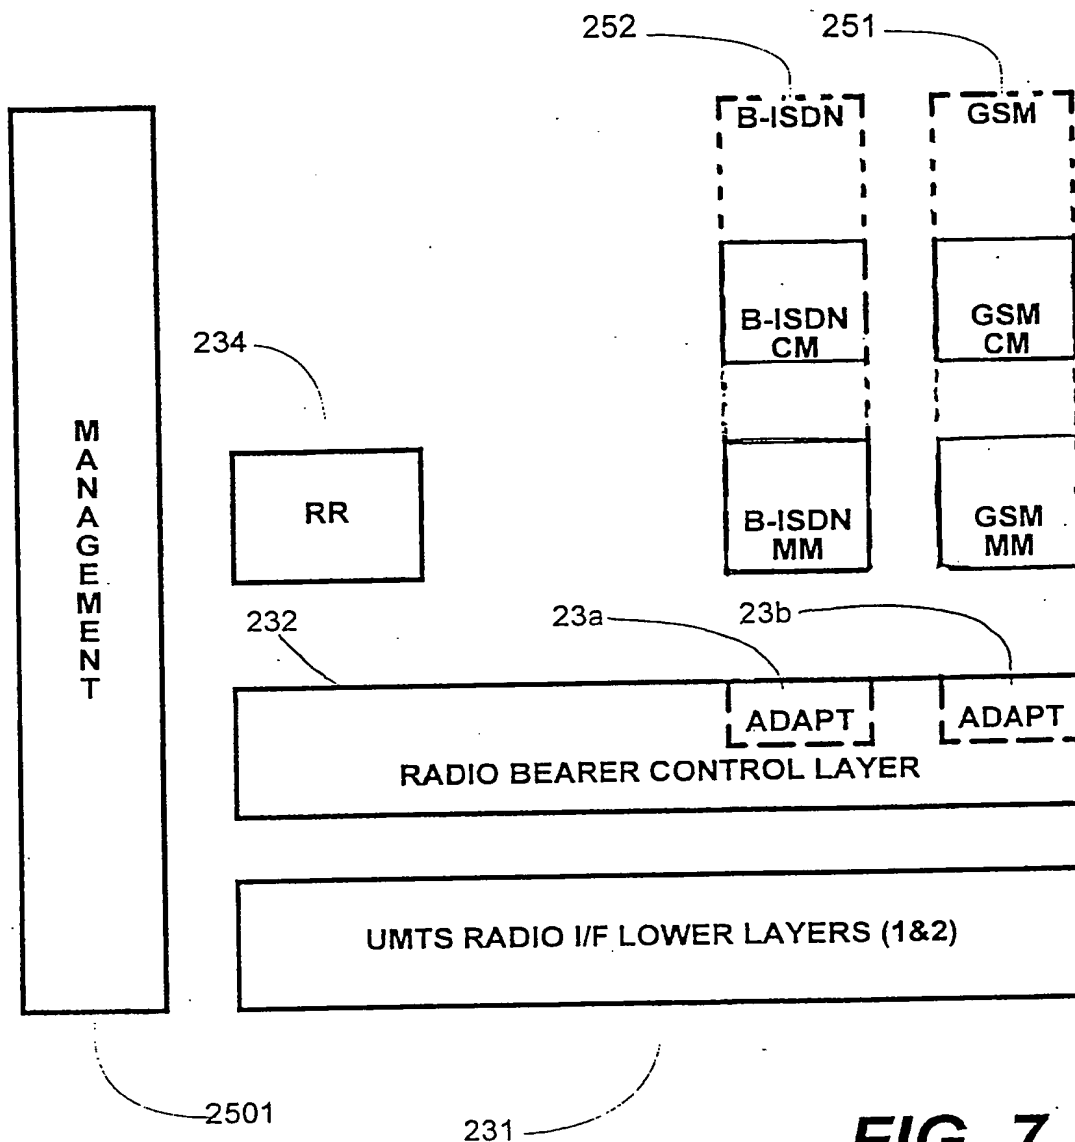 252 251
B-ISDN GSM
B-ISDN
CM
GSM
CM
234
MANAGEMENT
RR
B-ISDN
MM
GSM
MM
232 23a 23b
ADAPT ADAPT
RADIO BEARER CONTROL LAYER
UMTS RADIO I/F LOWER LAYERS (1&2)
2501
231
FIG. 7